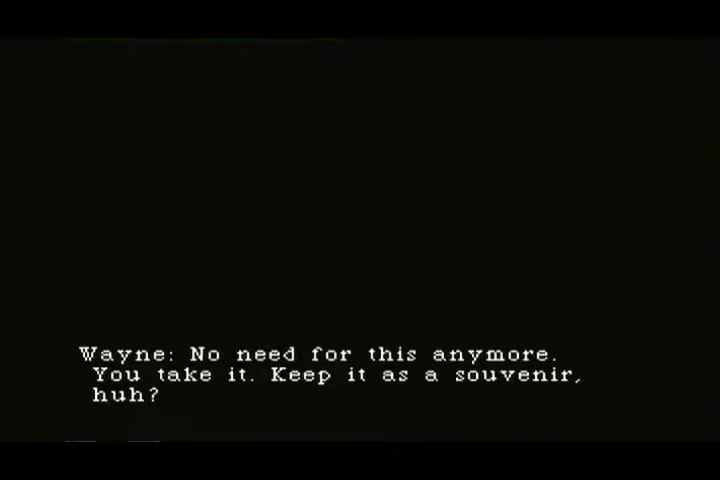 Wayne: No need for this anymore.
You take it. Keep it as a souvenir,
huh?